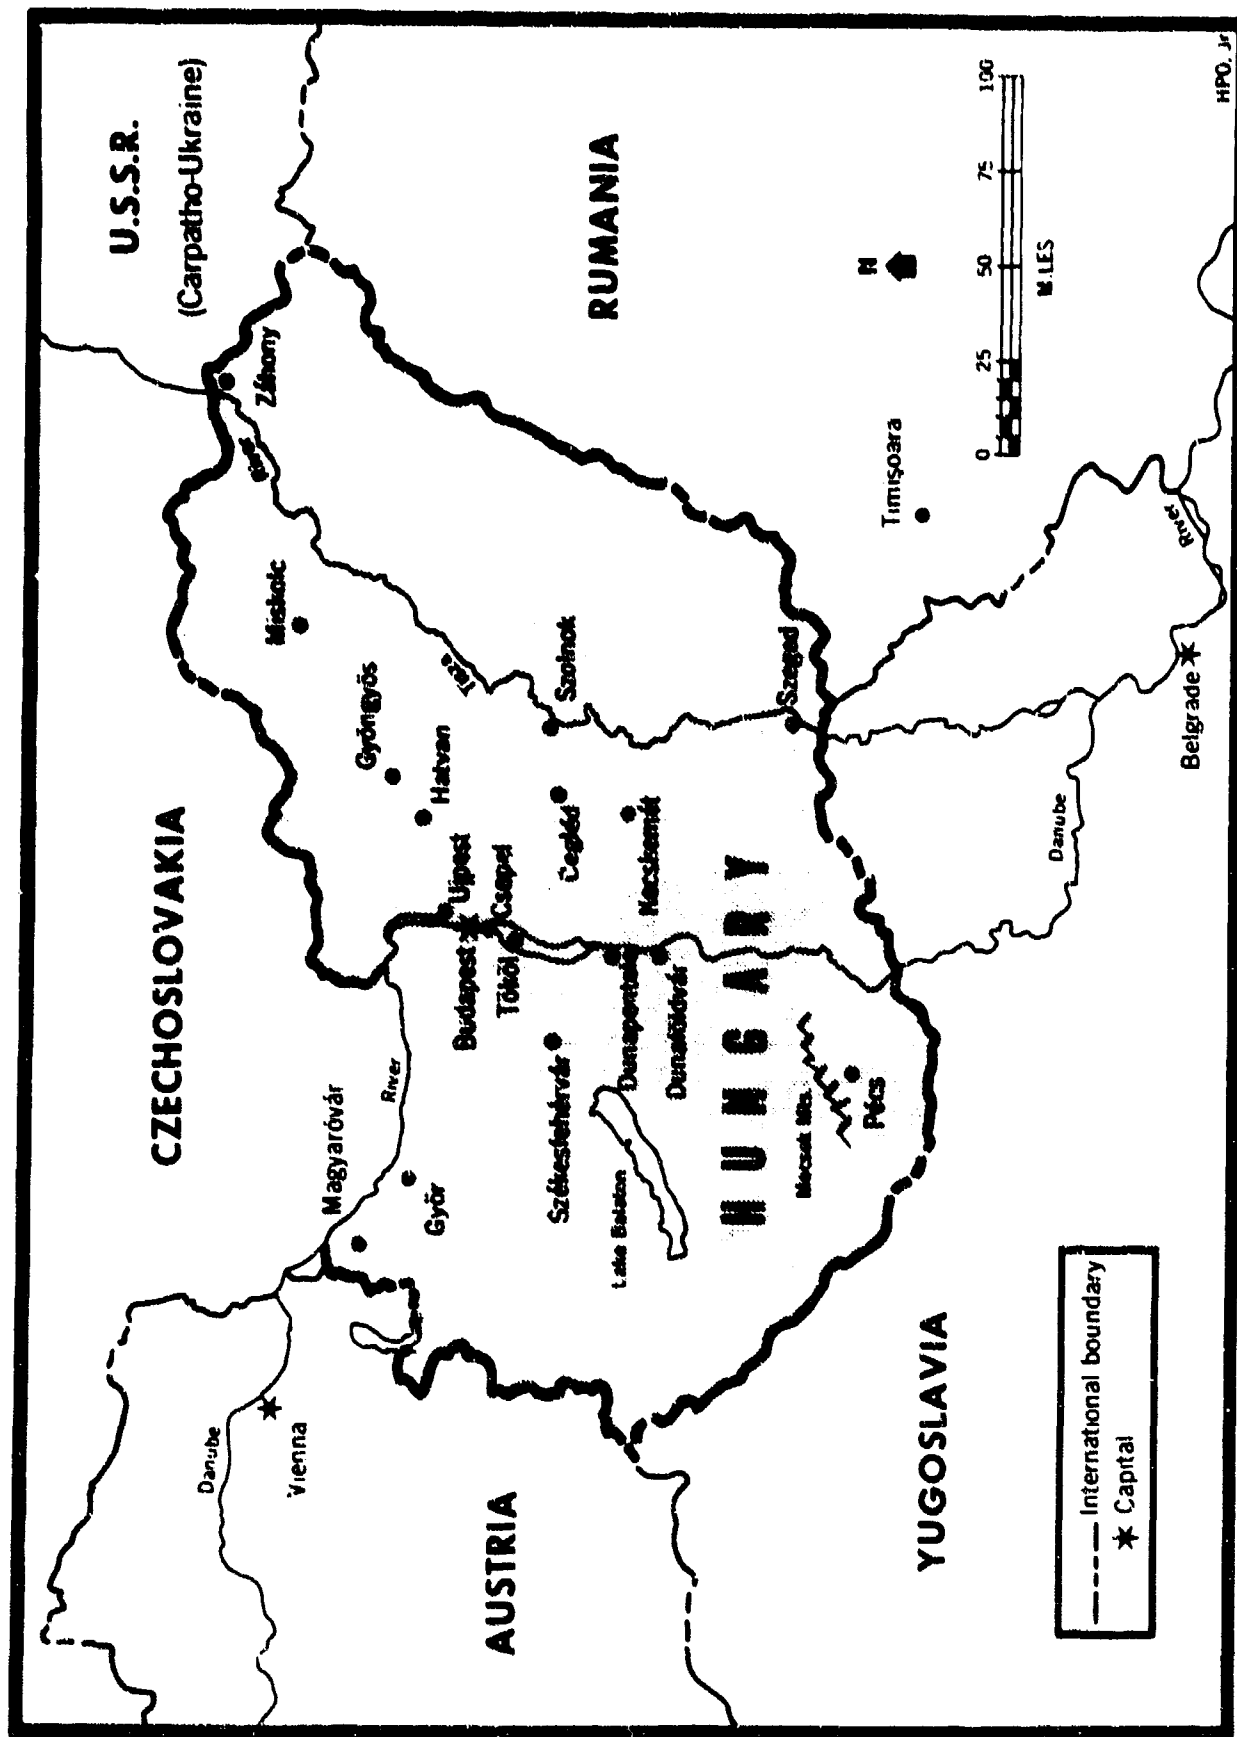 U.S.S.R.
(Carpatho-Ukraine)
CZECHOSLOVAKIA
Záhony
River
Miskolc
Gyöngyös
Hatvan
RUMANIA
Magyaróvár
River
Danube
Vienna
Győr
Ujpest
Budapest
Csepel
Tököl
Szolnok
Cegléd
Kecskemét
Székesfehérvár
Dunapentele
Dunaföldvár
Lake Balaton
AUSTRIA
HUNGARY
Mecsek Mts.
Pécs
Szeged
Timişoara
N
0 25 50 75 100
MILES
YUGOSLAVIA
Danube
River
Belgrade
International boundary
Capital
HPO, Jr